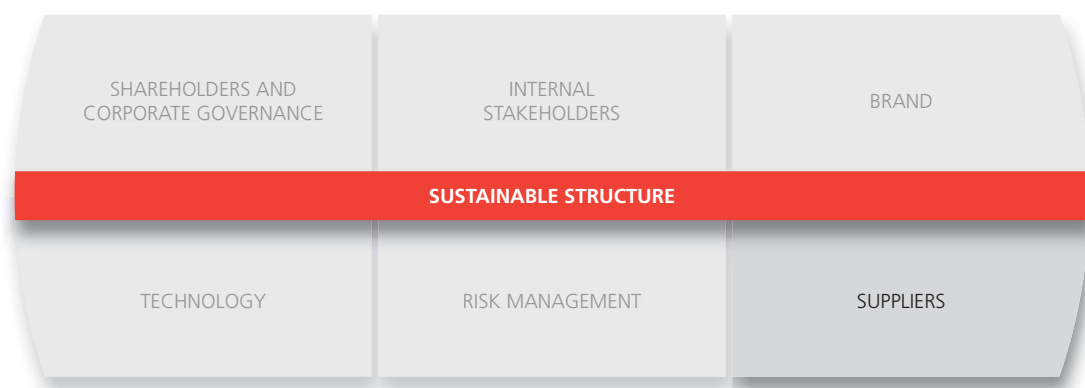 SHAREHOLDERS AND
CORPORATE GOVERNANCE
INTERNAL
STAKEHOLDERS
BRAND
SUSTAINABLE STRUCTURE
TECHNOLOGY
RISK MANAGEMENT
SUPPLIERS